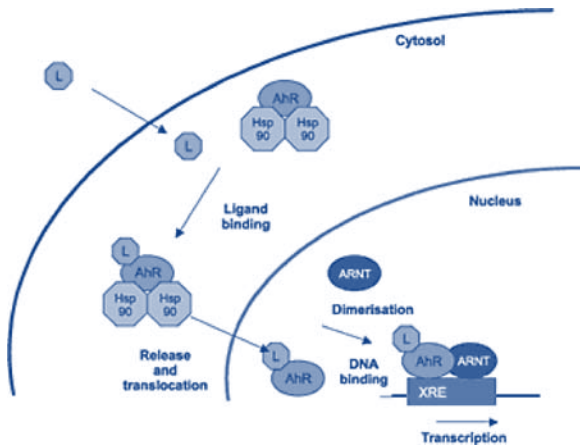 Cytosol
L
AhR
Hsp
90
Hsp
90
L
Ligand
binding
Nucleus
L
AhR
Hsp
90
Hsp
90
ARNT
Dimerisation
Release
and
translocation
L
AhR
DNA
binding
L
AhR
ARNT
XRE
Transcription